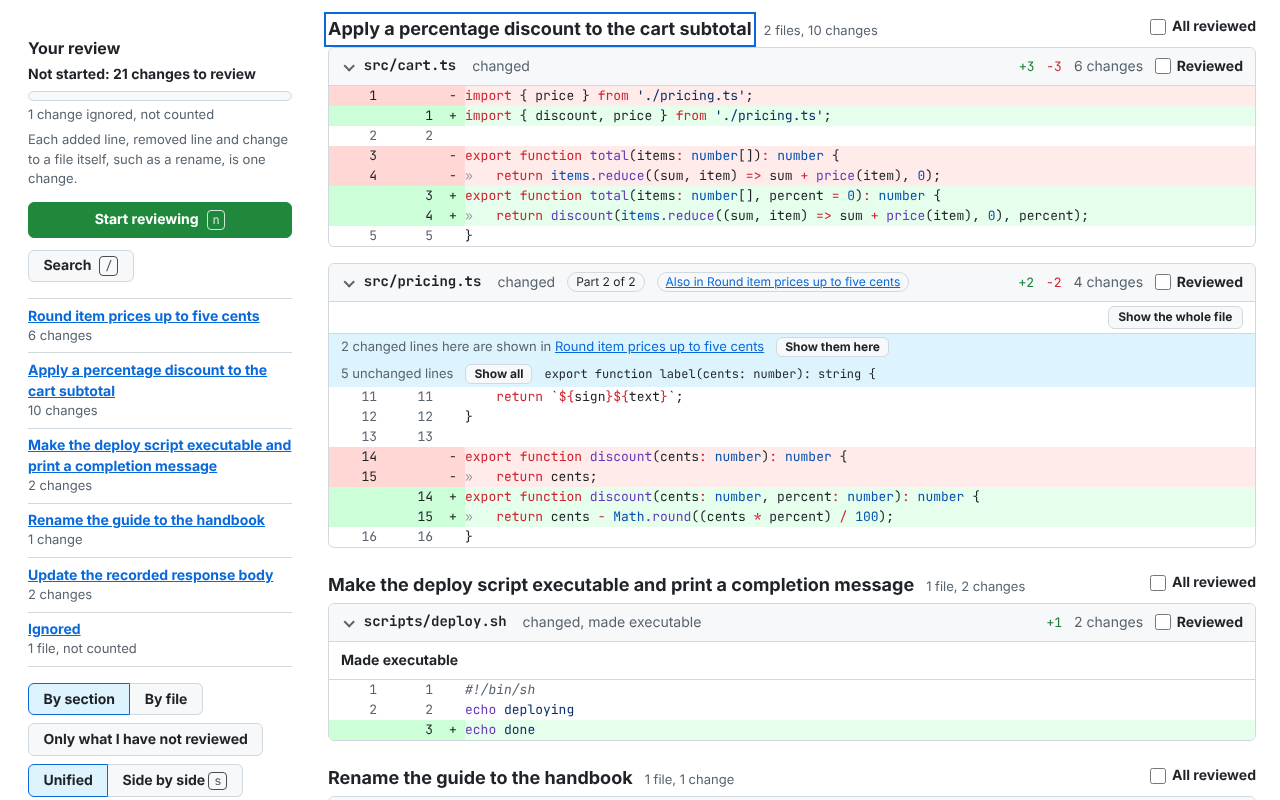 Your review
Not started: 21 changes to review
1 change ignored, not counted
Each added line, removed line and change
to a file itself, such as a rename, is one
change.
Start reviewing n
Search /
Round item prices up to five cents
6 changes
Apply a percentage discount to the
cart subtotal
10 changes
Make the deploy script executable and
print a completion message
2 changes
Rename the guide to the handbook
1 change
Update the recorded response body
2 changes
Ignored
1 file, not counted
By section By file
Only what I have not reviewed
Unified Side by side s
Apply a percentage discount to the cart subtotal 2 files, 10 changes All reviewed
src/cart.ts changed +3 -3 6 changes Reviewed
1 - import { price } from './pricing.ts';
1 + import { discount, price } from './pricing.ts';
2 2
3 - export function total(items: number[]): number {
4 - » return items.reduce((sum, item) => sum + price(item), 0);
3 + export function total(items: number[], percent = 0): number {
4 + » return discount(items.reduce((sum, item) => sum + price(item), 0), percent);
5 5 }
src/pricing.ts changed Part 2 of 2 Also in Round item prices up to five cents +2 -2 4 changes Reviewed
Show the whole file
2 changed lines here are shown in Round item prices up to five cents Show them here
5 unchanged lines Show all export function label(cents: number): string {
11 11 return `${sign}${text}`;
12 12 }
13 13
14 - export function discount(cents: number): number {
15 - » return cents;
14 + export function discount(cents: number, percent: number): number {
15 + » return cents - Math.round((cents * percent) / 100);
16 16 }
Make the deploy script executable and print a completion message 1 file, 2 changes All reviewed
scripts/deploy.sh changed, made executable +1 2 changes Reviewed
Made executable
1 1 #!/bin/sh
2 2 echo deploying
3 + echo done
Rename the guide to the handbook 1 file, 1 change All reviewed